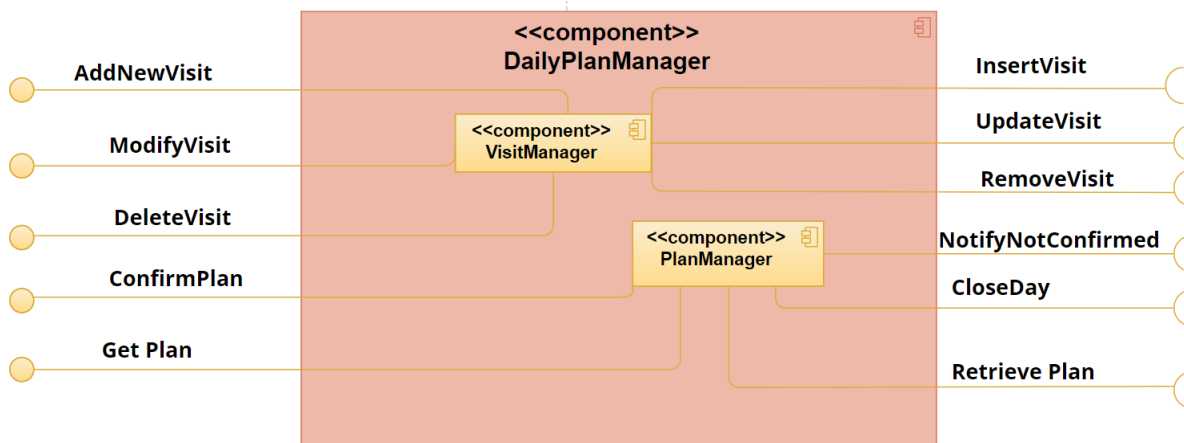 <<component>>
DailyPlanManager
AddNewVisit
ModifyVisit
DeleteVisit
ConfirmPlan
Get Plan
<<component>>
VisitManager
<<component>>
PlanManager
InsertVisit
UpdateVisit
RemoveVisit
NotifyNotConfirmed
CloseDay
Retrieve Plan